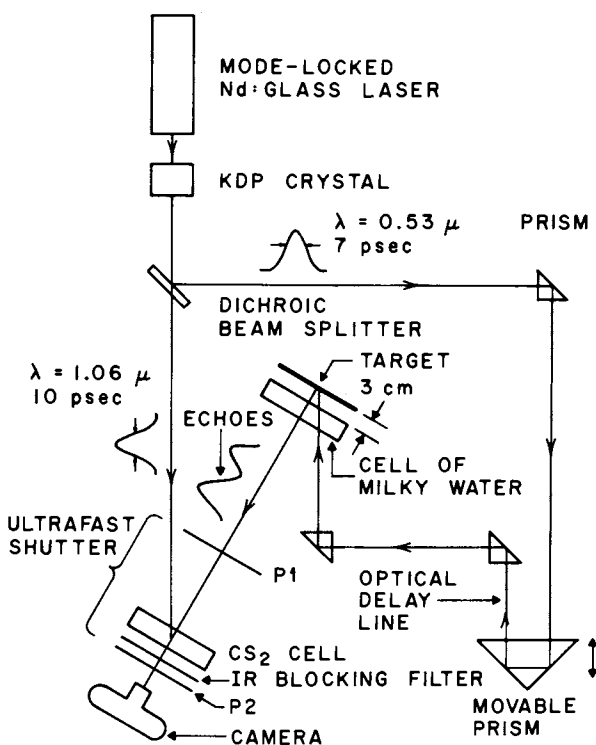 MODE-LOCKED
Nd:GLASS LASER
KDP CRYSTAL
λ = 0.53 μ
7 psec
PRISM
DICHROIC
BEAM SPLITTER
λ = 1.06 μ
10 psec
TARGET
3 cm
ECHOES
CELL OF
MILKY WATER
ULTRAFAST
SHUTTER
P1
OPTICAL
DELAY
LINE
CS₂ CELL
IR BLOCKING FILTER
P2
MOVABLE
PRISM
CAMERA